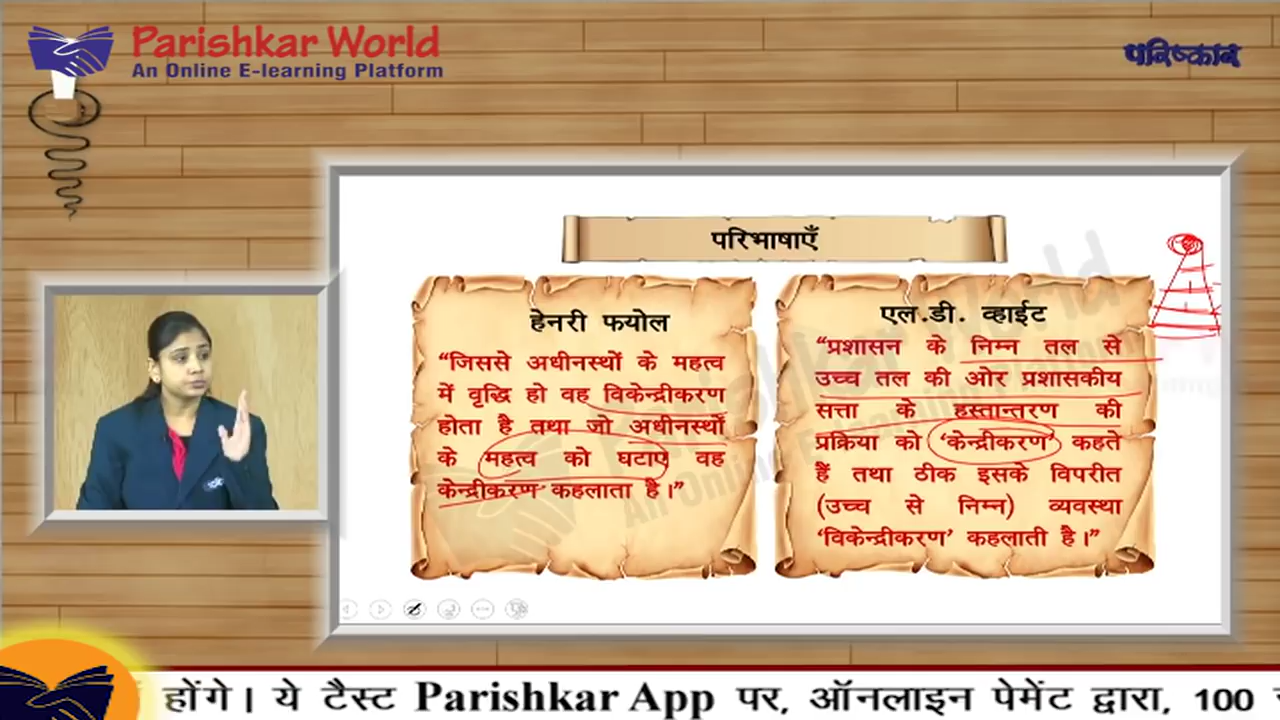 Parishkar World
An Online E-learning Platform
परिष्कार
परिभाषाएँ
हेनरी फयोल
“जिससे अधीनस्थों के महत्व
में वृद्धि हो वह विकेन्द्रीकरण
होता है तथा जो अधीनस्थों
के महत्व को घटाए वह
केन्द्रीकरण कहलाता है।”
एल.डी. व्हाईट
“प्रशासन के निम्न तल से
उच्च तल की ओर प्रशासकीय
सत्ता के हस्तान्तरण की
प्रक्रिया को ‘केन्द्रीकरण’ कहते
हैं तथा ठीक इसके विपरीत
(उच्च से निम्न) व्यवस्था
‘विकेन्द्रीकरण’ कहलाती है।”
होंगे। ये टैस्ट Parishkar App पर, ऑनलाइन पेमेंट द्वारा, 100